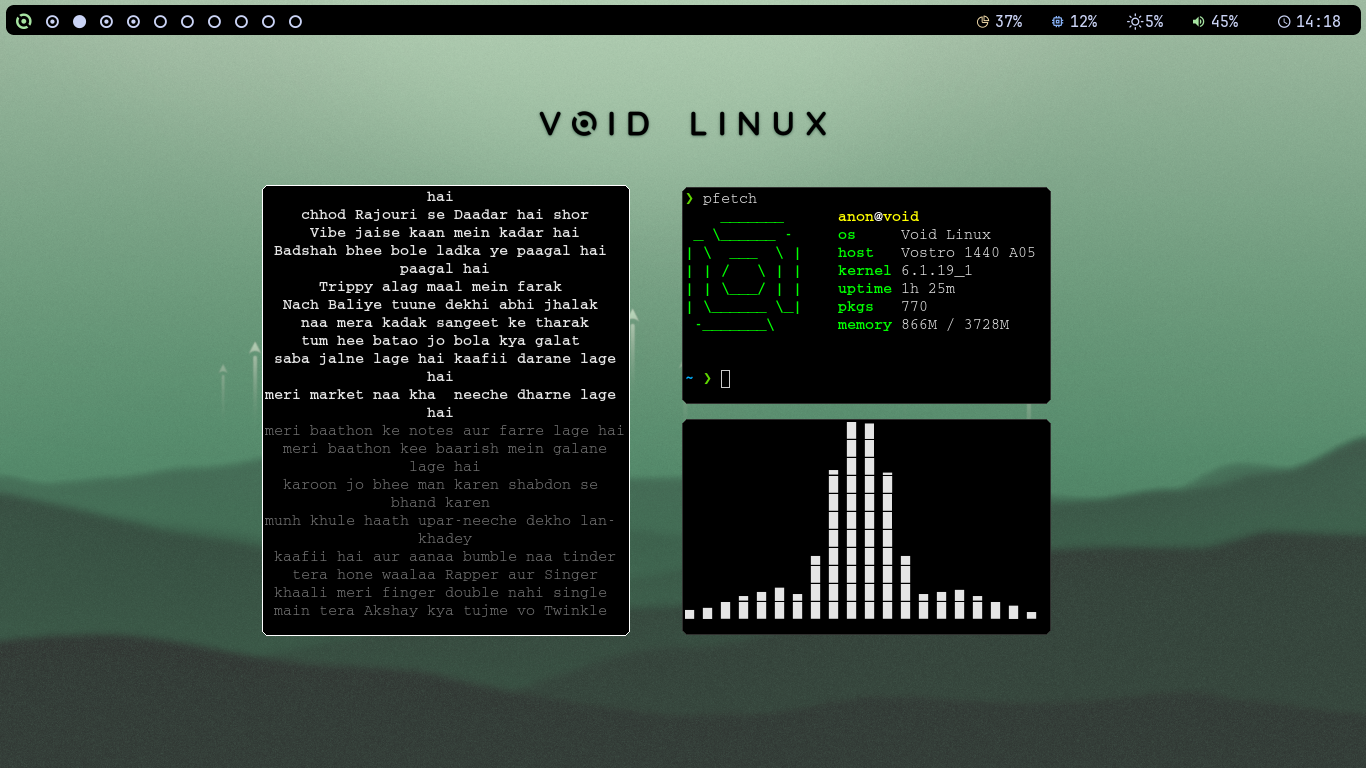 37% 12% 5% 45% 14:18
VOID LINUX
hai
chhod Rajouri se Daadar hai shor
Vibe jaise kaan mein kadar hai
Badshah bhee bole ladka ye paagal hai
paagal hai
Trippy alag maal mein farak
Nach Baliye tuune dekhi abhi jhalak
naa mera kadak sangeet ke tharak
tum hee batao jo bola kya galat
saba jalne lage hai kaafii darane lage
hai
meri market naa kha  neeche dharne lage
hai
meri baathon ke notes aur farre lage hai
meri baathon kee baarish mein galane
lage hai
karoon jo bhee man karen shabdon se
bhand karen
munh khule haath upar-neeche dekho lan-
khadey
kaafii hai aur aanaa bumble naa tinder
tera hone waalaa Rapper aur Singer
khaali meri finger double nahi single
main tera Akshay kya tujme vo Twinkle
❯ pfetch
anon@void
os Void Linux
host Vostro 1440 A05
kernel 6.1.19_1
uptime 1h 25m
pkgs 770
memory 866M / 3728M
~ ❯